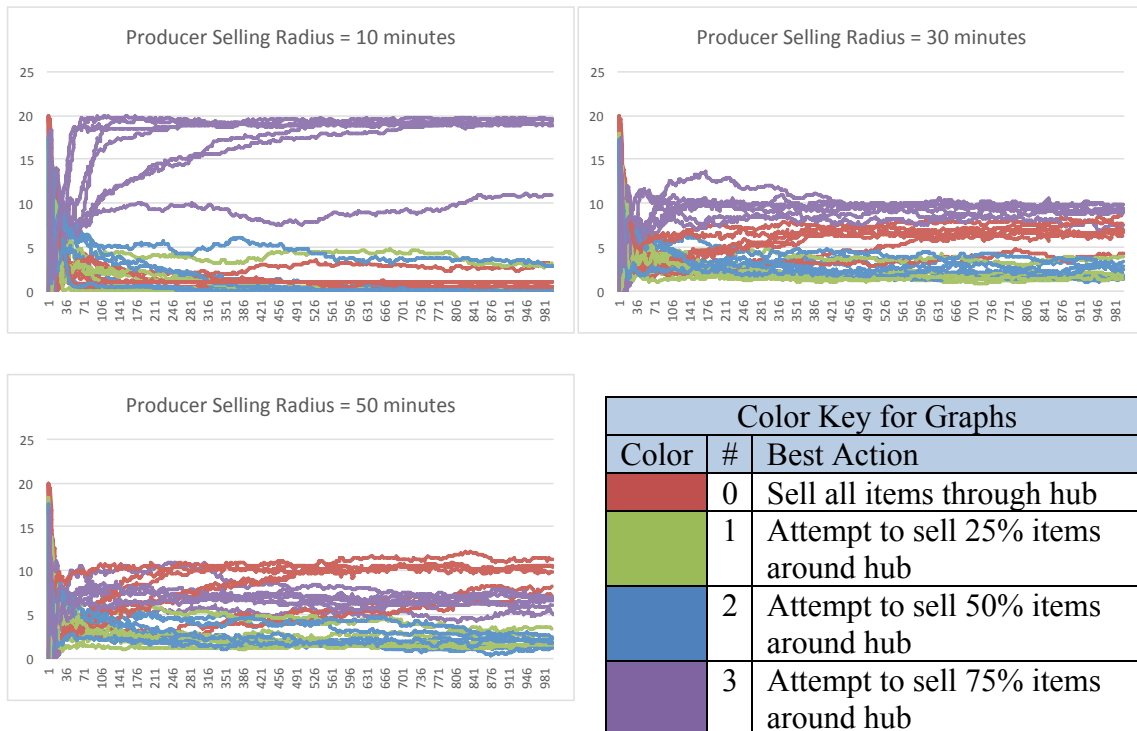 Producer Selling Radius = 10 minutes
25
20
15
10
5
0
1 36 71 106 141 176 211 246 281 316 351 386 421 456 491 526 561 596 631 666 701 736 771 806 841 876 911 946 981
Producer Selling Radius = 30 minutes
25
20
15
10
5
0
1 36 71 106 141 176 211 246 281 316 351 386 421 456 491 526 561 596 631 666 701 736 771 806 841 876 911 946 981
Producer Selling Radius = 50 minutes
25
20
15
10
5
0
1 36 71 106 141 176 211 246 281 316 351 386 421 456 491 526 561 596 631 666 701 736 771 806 841 876 911 946 981
Color Key for Graphs
Color # Best Action
0 Sell all items through hub
1 Attempt to sell 25% items
around hub
2 Attempt to sell 50% items
around hub
3 Attempt to sell 75% items
around hub